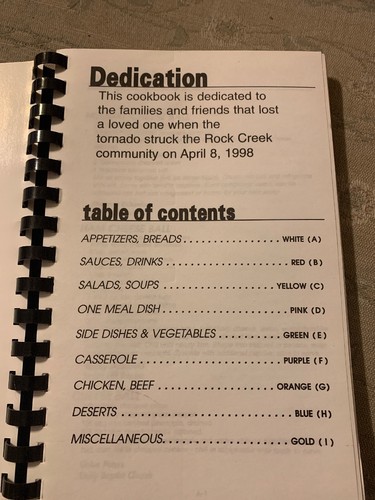 Dedication
This cookbook is dedicated to
the families and friends that lost
a loved one when the
tornado struck the Rock Creek
community on April 8, 1998
table of contents
APPETIZERS, BREADS................WHITE (A)
SAUCES, DRINKS....................RED (B)
SALADS, SOUPS.....................YELLOW (C)
ONE MEAL DISH.....................PINK (D)
SIDE DISHES & VEGETABLES..........GREEN (E)
CASSEROLE.........................PURPLE (F)
CHICKEN, BEEF.....................ORANGE (G)
DESERTS...........................BLUE (H)
MISCELLANEOUS.....................GOLD (I)